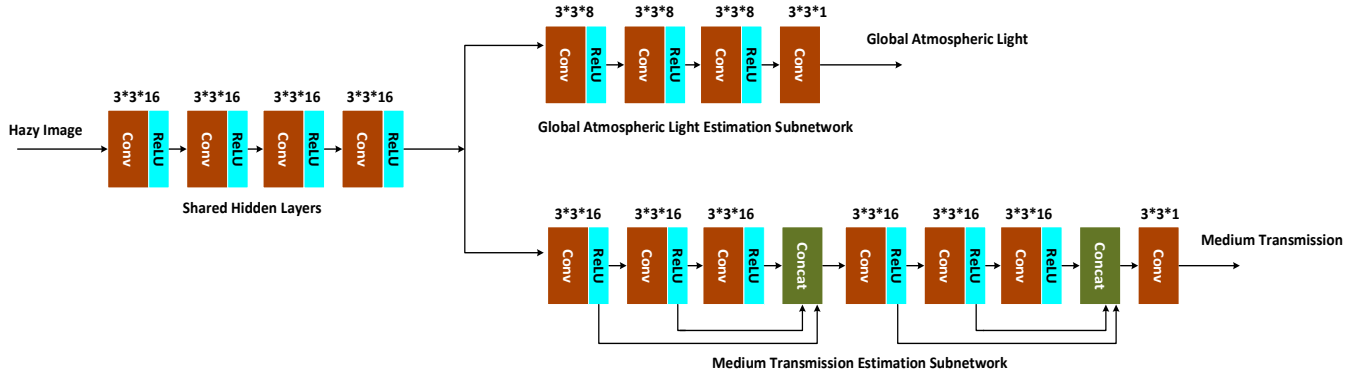 3*3*8 3*3*8 3*3*8 3*3*1
Conv ReLU Conv ReLU Conv ReLU Conv
Global Atmospheric Light
Global Atmospheric Light Estimation Subnetwork
3*3*16 3*3*16 3*3*16 3*3*16
Hazy Image
Conv ReLU Conv ReLU Conv ReLU Conv ReLU
Shared Hidden Layers
3*3*16 3*3*16 3*3*16 3*3*16 3*3*16 3*3*16 3*3*1
Conv ReLU Conv ReLU Conv ReLU Concat Conv ReLU Conv ReLU Conv ReLU Concat Conv
Medium Transmission
Medium Transmission Estimation Subnetwork